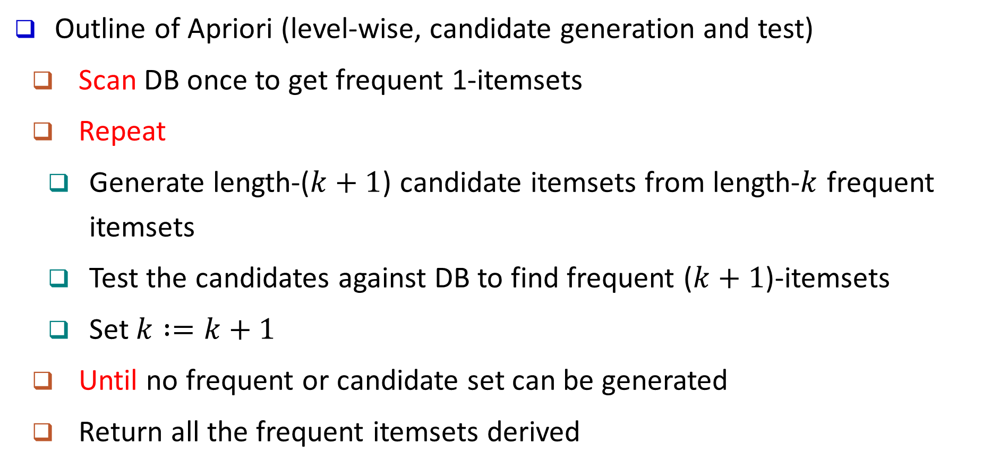 ❑ Outline of Apriori (level-wise, candidate generation and test)
❑ Scan DB once to get frequent 1-itemsets
❑ Repeat
❑ Generate length-(k + 1) candidate itemsets from length-k frequent
itemsets
❑ Test the candidates against DB to find frequent (k + 1)-itemsets
❑ Set k := k + 1
❑ Until no frequent or candidate set can be generated
❑ Return all the frequent itemsets derived